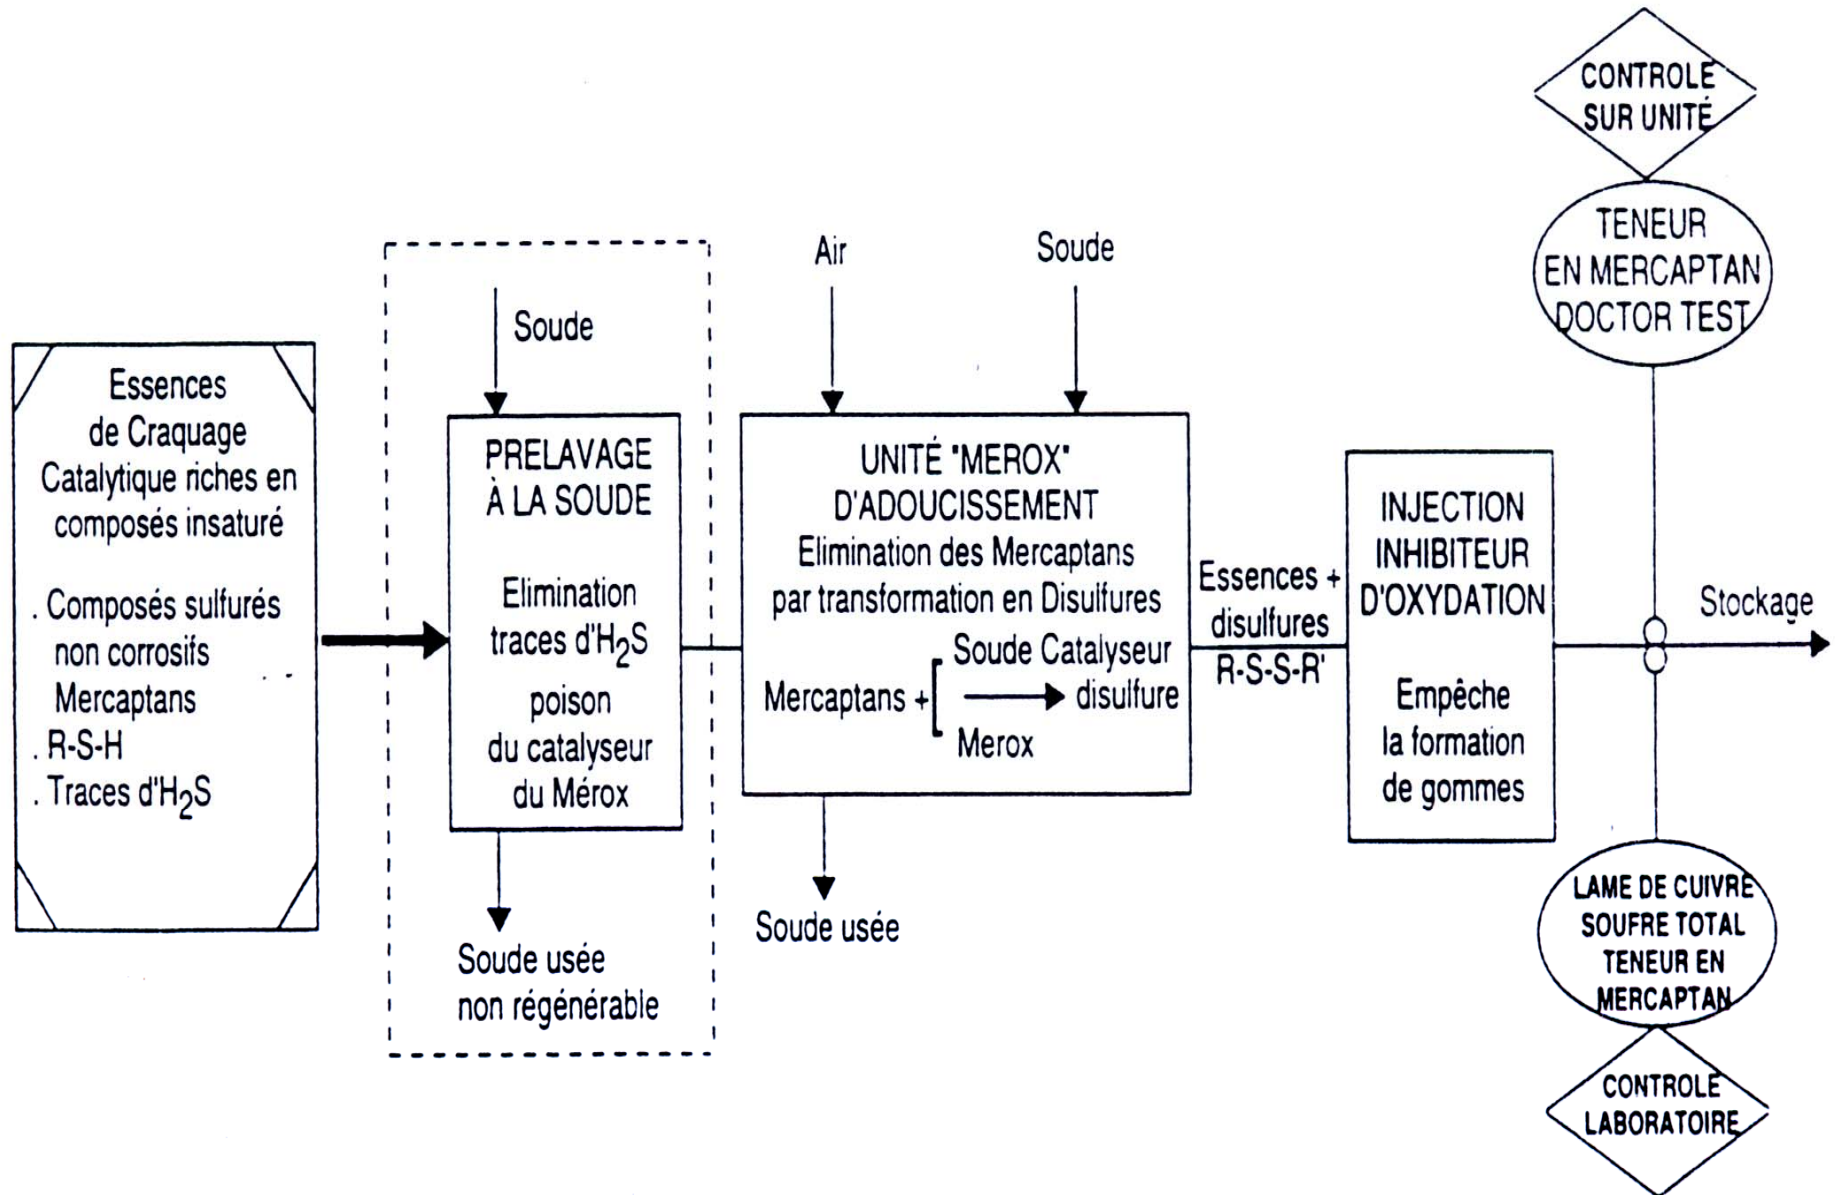 Essences
de Craquage
Catalytique riches en
composés insaturé
. Composés sulfurés
non corrosifs
Mercaptans
. R-S-H
. Traces d'H2S
Soude
PRELAVAGE
À LA SOUDE
Elimination
traces d'H2S
poison
du catalyseur
du Mérox
Soude usée
non régénérable
Air
Soude
UNITÉ "MEROX"
D'ADOUCISSEMENT
Elimination des Mercaptans
par transformation en Disulfures
Soude Catalyseur
Mercaptans + [ disulfure
Merox
Soude usée
Essences +
disulfures
R-S-S-R'
INJECTION
INHIBITEUR
D'OXYDATION
Empêche
la formation
de gommes
CONTROLE
SUR UNITÉ
TENEUR
EN MERCAPTAN
DOCTOR TEST
Stockage
LAME DE CUIVRE
SOUFRE TOTAL
TENEUR EN
MERCAPTAN
CONTROLE
LABORATOIRE